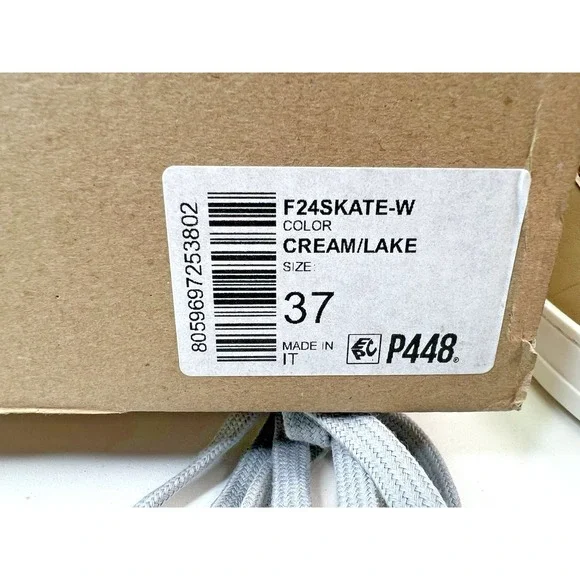 8059697253802
F24SKATE-W
COLOR
CREAM/LAKE
SIZE:
37
MADE IN
IT
P448®